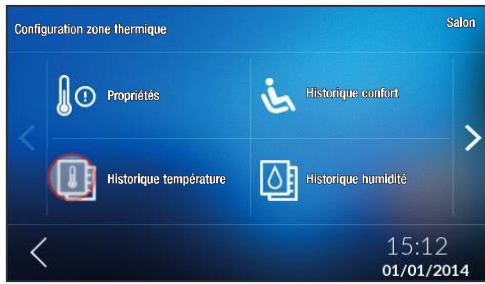 Configuration zone thermique
Salon
Propriétés
Historique confort
Historique température
Historique humidité
15:12
01/01/2014